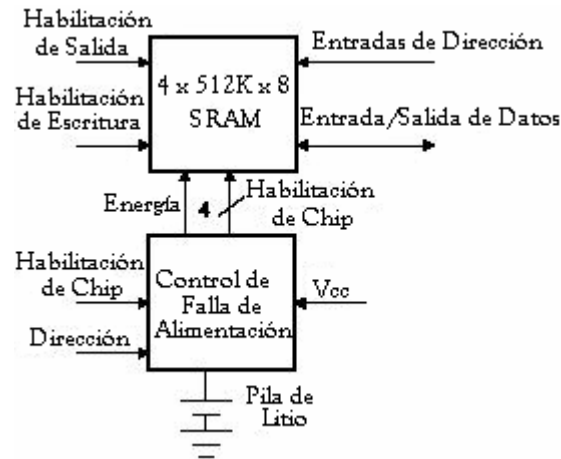 Habilitación
de Salida
Entradas de Dirección
4 x 512K x 8
SRAM
Habilitación
de Escritura
Entrada/Salida de Datos
Energía
4
Habilitación
de Chip
Habilitación
de Chip
Control de
Falla de
Alimentación
Vcc
Dirección
Pila de
Litio